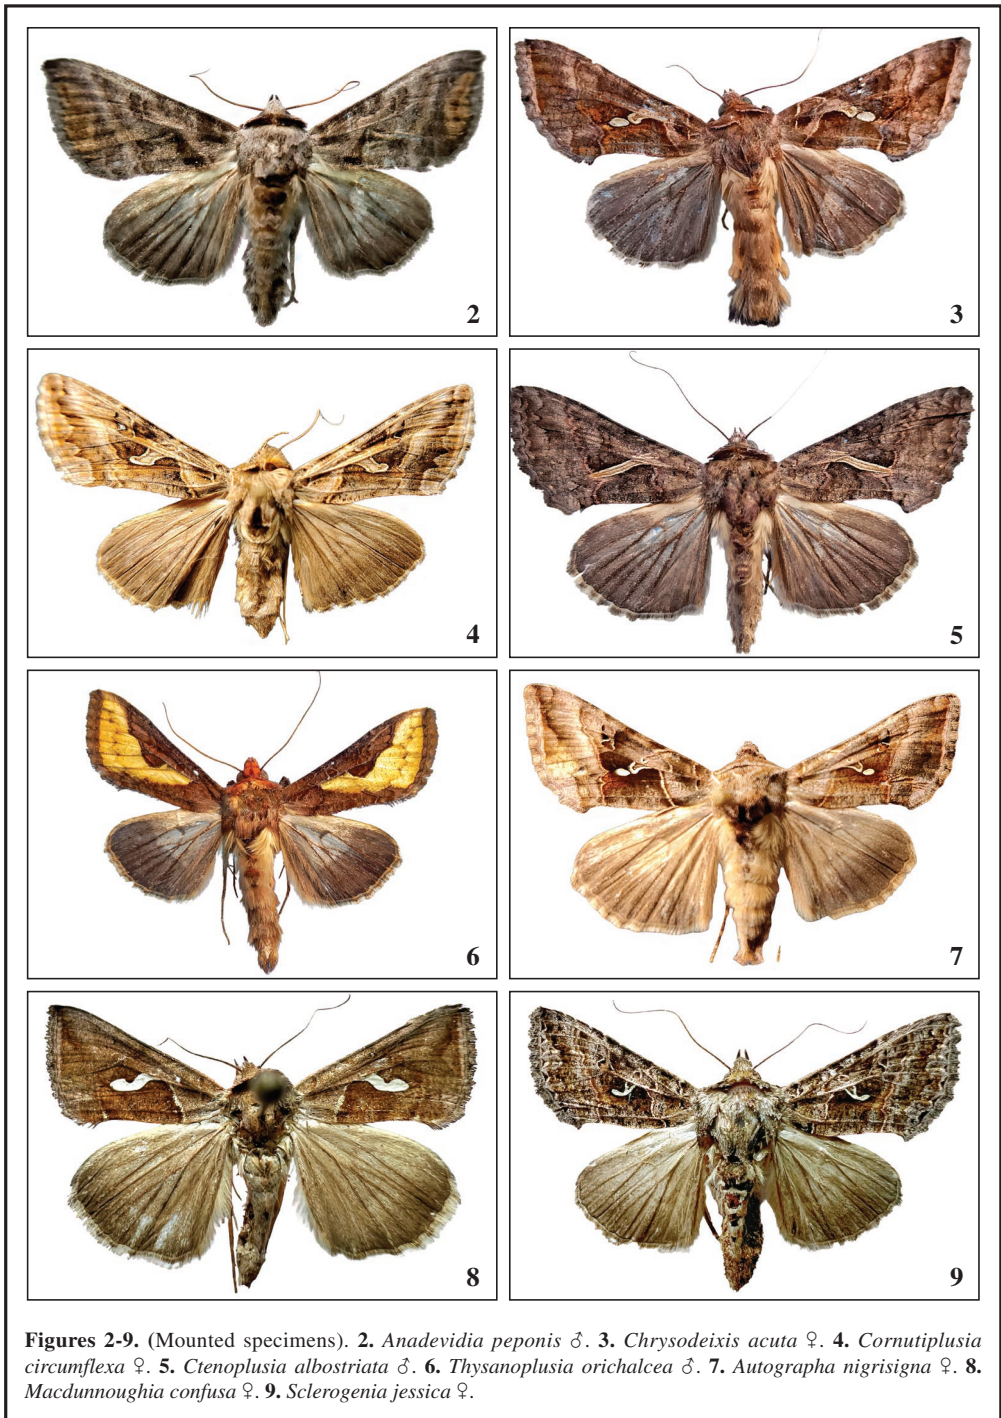 2
3
4
5
6
7
8
9
Figures 2-9. (Mounted specimens). 2. Anadevidia peponis ♂. 3. Chrysodeixis acuta ♀. 4. Cornutiplusia
circumflexa ♀. 5. Ctenoplusia albostriata ♂. 6. Thysanoplusia orichalcea ♂. 7. Autographa nigrisigna ♀. 8.
Macdunnoughia confusa ♀. 9. Sclerogenia jessica ♀.